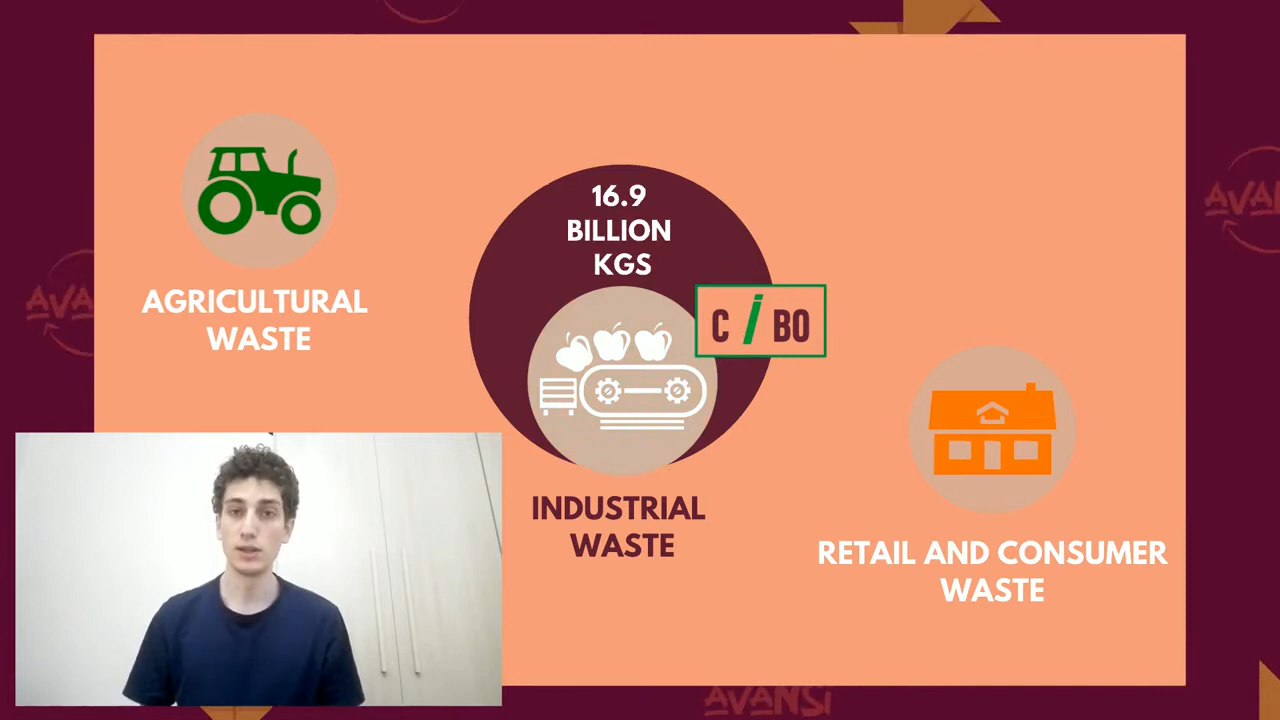 AGRICULTURAL
WASTE
16.9
BILLION
KGS
C i BO
INDUSTRIAL
WASTE
RETAIL AND CONSUMER
WASTE
AVANSI